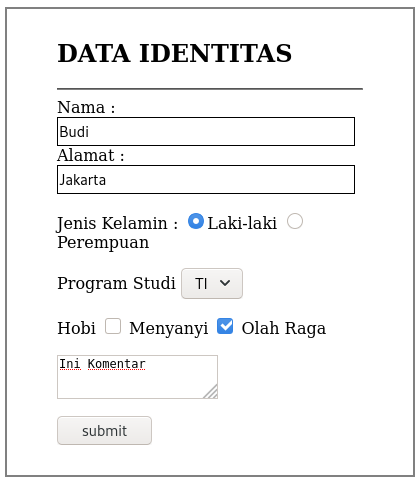 DATA IDENTITAS
Nama :
Budi
Alamat :
Jakarta
Jenis Kelamin : Laki-laki
Perempuan
Program Studi TI
Hobi Menyanyi Olah Raga
Ini Komentar
submit